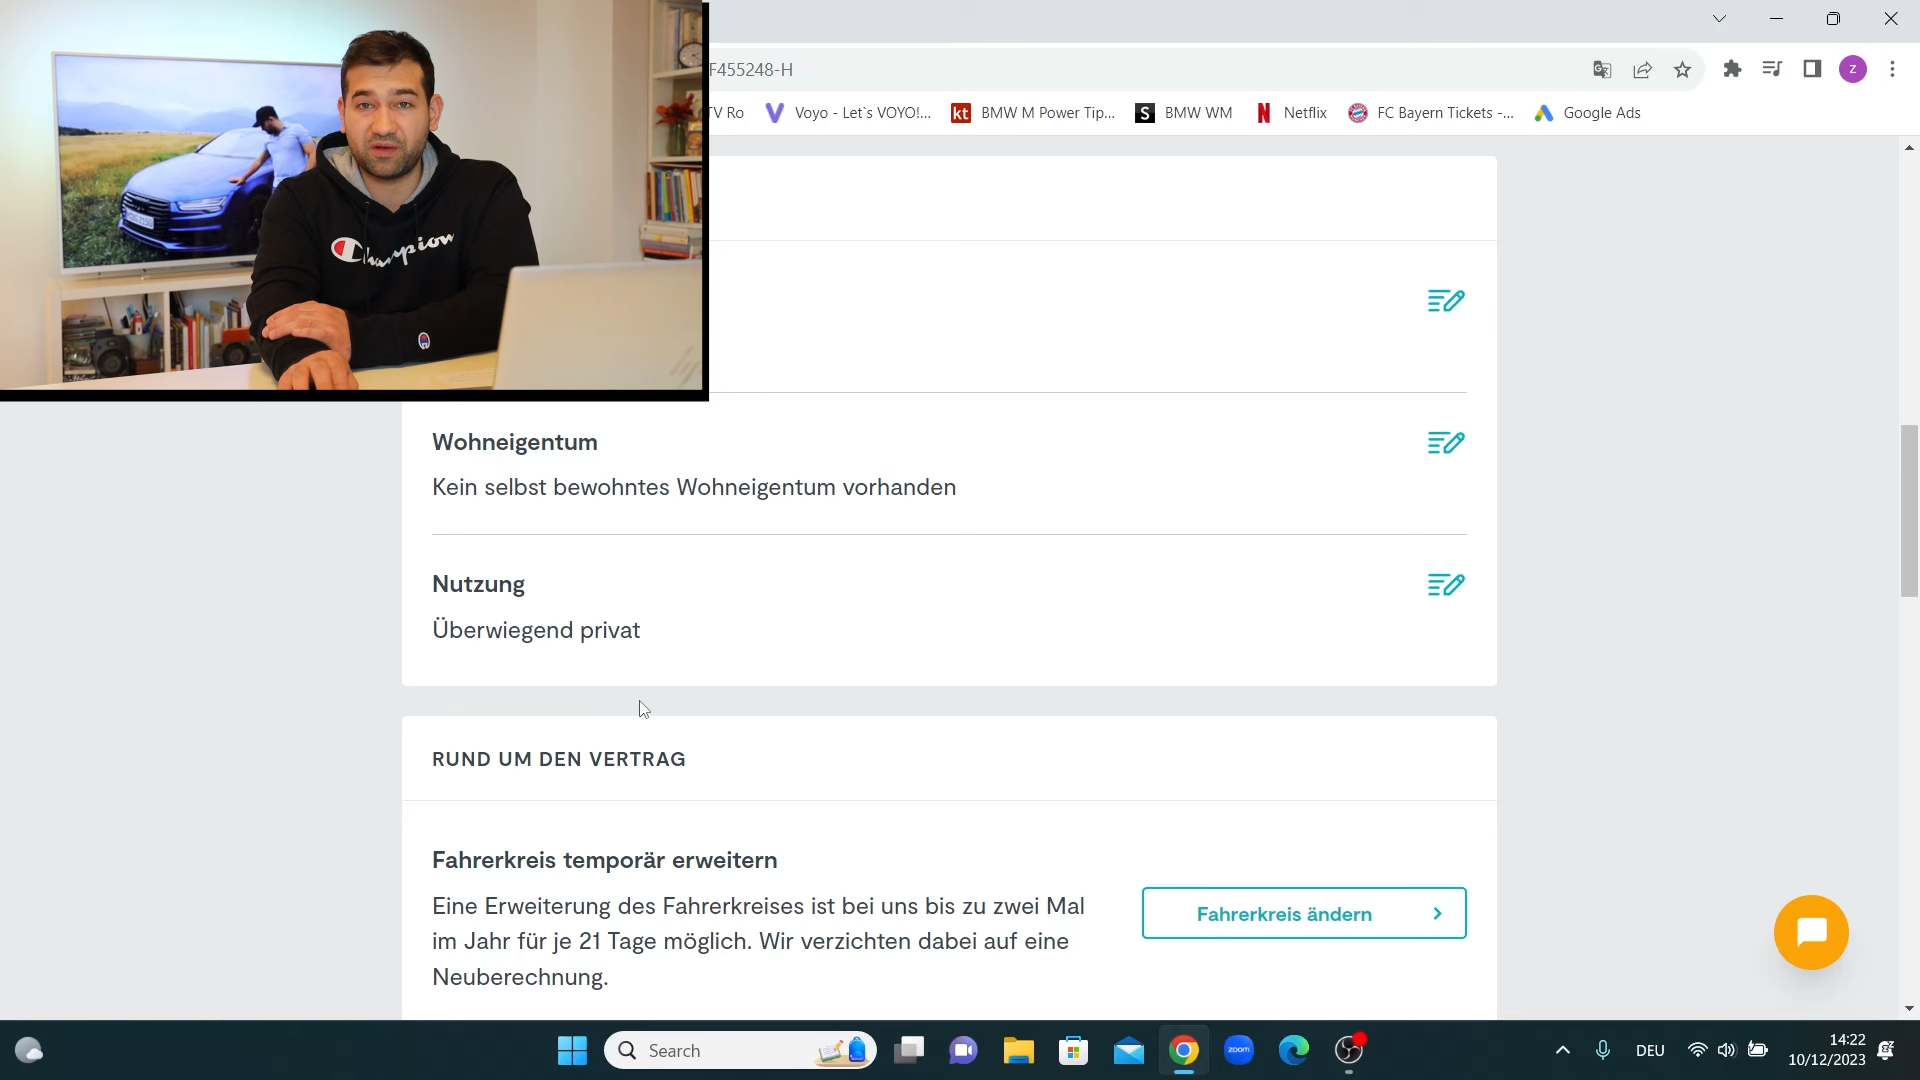 Champion
F455248-H
Z
TV Ro
Voyo - Let`s VOYO!...
kt
BMW M Power Tip...
S
BMW WM
Netflix
FC Bayern Tickets -...
Google Ads
Wohneigentum
Kein selbst bewohntes Wohneigentum vorhanden
Nutzung
Überwiegend privat
RUND UM DEN VERTRAG
Fahrerkreis temporär erweitern
Eine Erweiterung des Fahrerkreises ist bei uns bis zu zwei Mal
im Jahr für je 21 Tage möglich. Wir verzichten dabei auf eine
Neuberechnung.
Fahrerkreis ändern
Search
zoom
DEU
14:22
10/12/2023